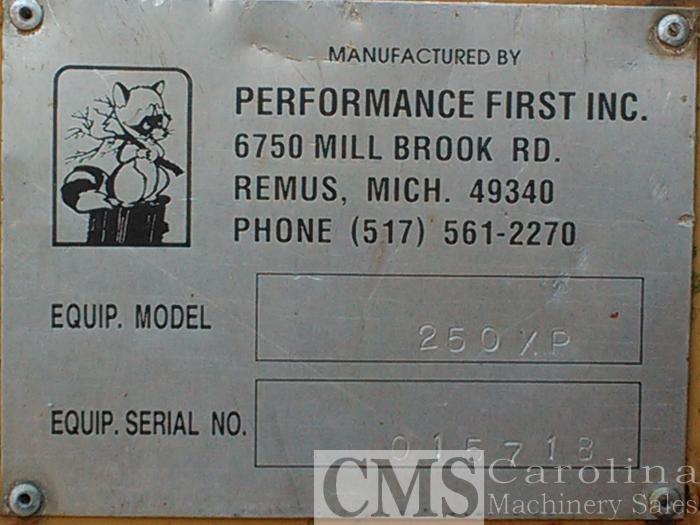 MANUFACTURED BY
PERFORMANCE FIRST INC.
6750 MILL BROOK RD.
REMUS, MICH. 49340
PHONE (517) 561-2270
EQUIP. MODEL 250XP
EQUIP. SERIAL NO. 015718
CMS Carolina
Machinery Sales